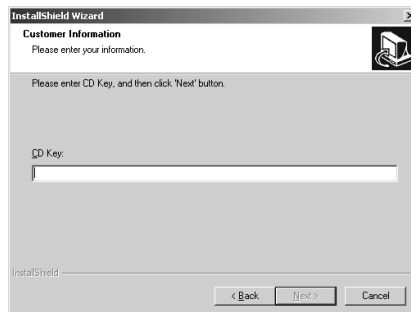 InstallShield Wizard
Customer Information
Please enter your information.
Please enter CD Key, and then click 'Next' button.
CD Key:
InstallShield
< Back Next > Cancel